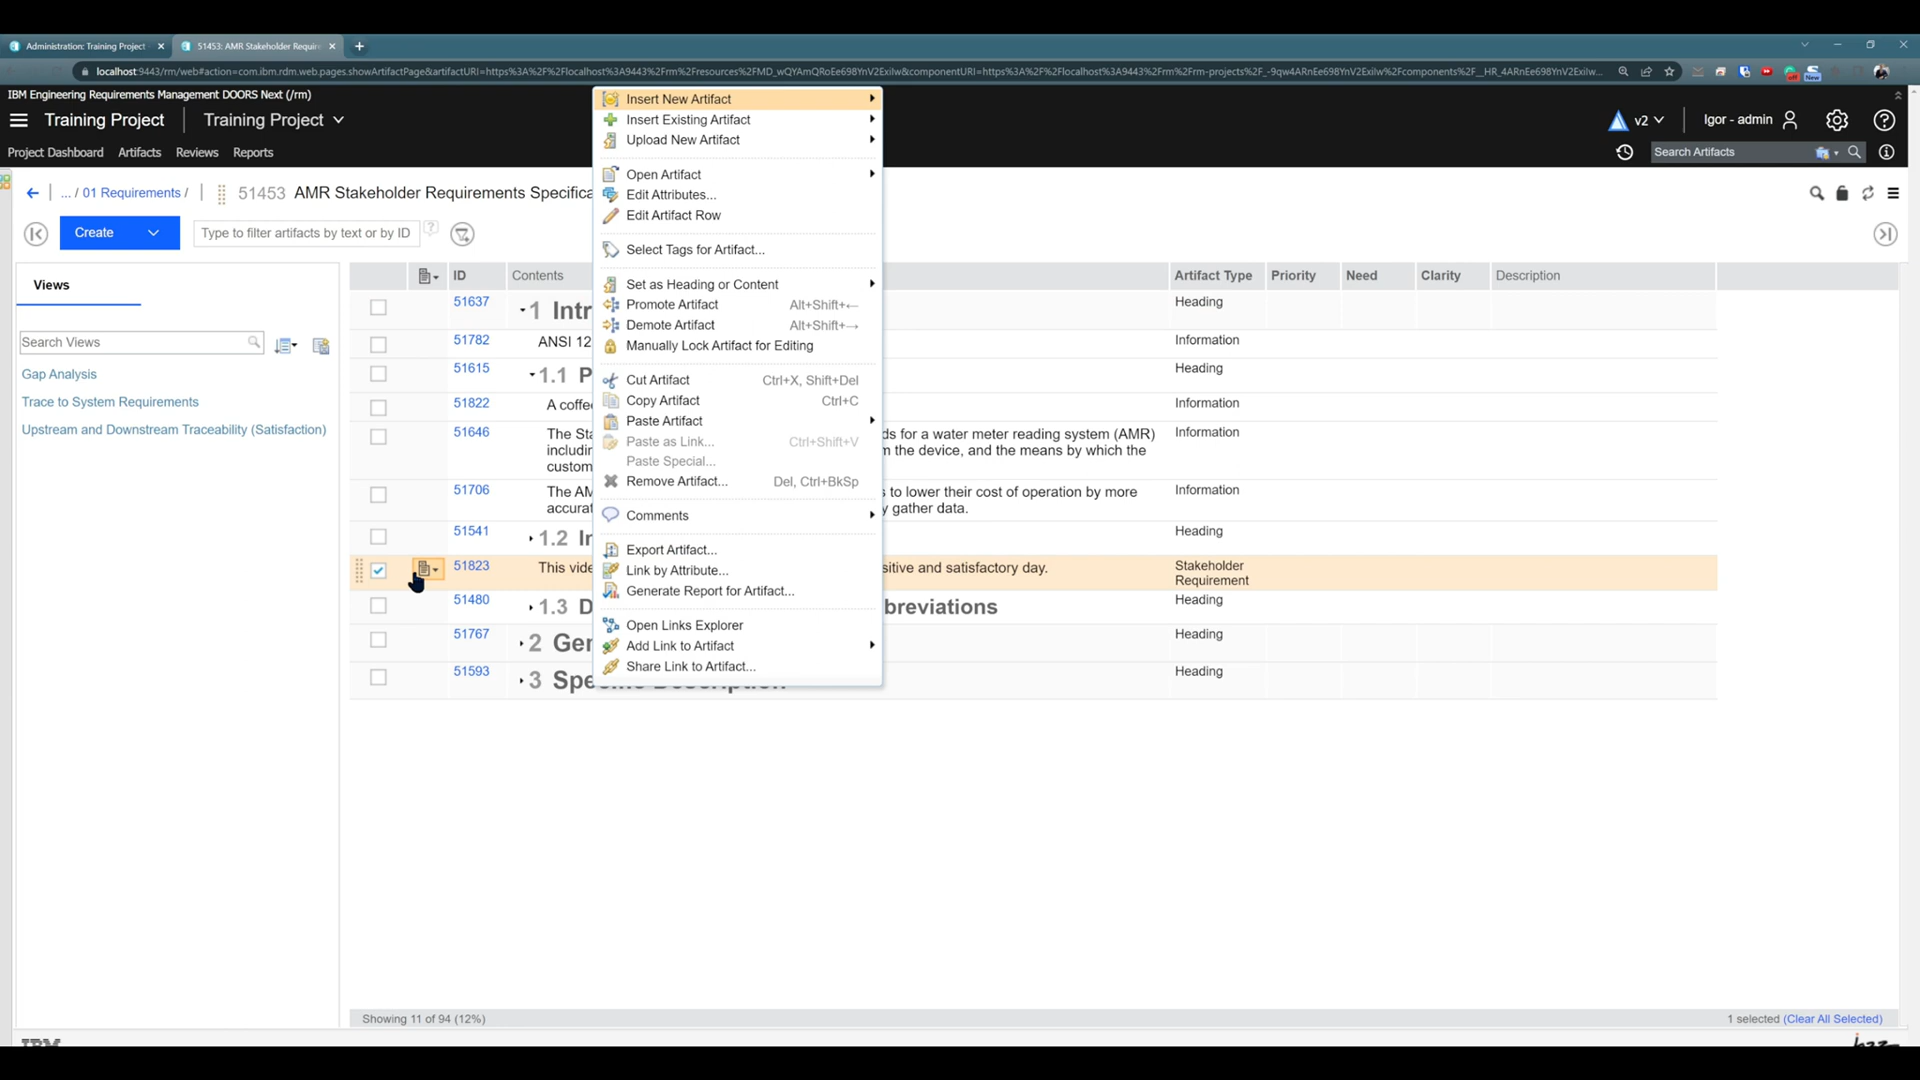 Administration: Training Project
51453: AMR Stakeholder Requir
localhost:9443/rm/web#action=com.ibm.rdm.web.pages.showArtifactPage&artifactURI=https%3A%2F%2Flocalhost%3A9443%2Frm%2Fresources%2FMD_wQYAmQRoEe698YnV2Exilw&componentURI=https%3A%2F%2Flocalhost%3A9443%2Frm%2Frm-projects%2F_-9qw4ARnEe698YnV2Exilw%2Fcomponents%2F__HR_4ARnEe698YnV2Exilw...
IBM Engineering Requirements Management DOORS Next (/rm)
Training Project
Training Project
v2
Igor - admin
Project Dashboard
Artifacts
Reviews
Reports
Search Artifacts
... / 01 Requirements /
51453 AMR Stakeholder Requirements Specifica
Create
Type to filter artifacts by text or by ID
?
Views
Search Views
Gap Analysis
Trace to System Requirements
Upstream and Downstream Traceability (Satisfaction)
ID
Contents
Artifact Type
Priority
Need
Clarity
Description
51637
1 Intr
Heading
51782
ANSI 12
Information
51615
1.1 P
Heading
51822
A coffe
Information
51646
The Sta
ds for a water meter reading system (AMR)
includin
m the device, and the means by which the
custom
Information
51706
The AM
s to lower their cost of operation by more
accurat
y gather data.
Information
51541
1.2 In
Heading
51823
This vide
sitive and satisfactory day.
Stakeholder
Requirement
51480
1.3 D
breviations
Heading
51767
2 Gen
Heading
51593
3 Specific Description
Heading
Insert New Artifact
Insert Existing Artifact
Upload New Artifact
Open Artifact
Edit Attributes...
Edit Artifact Row
Select Tags for Artifact...
Set as Heading or Content
Promote Artifact Alt+Shift+←
Demote Artifact Alt+Shift+→
Manually Lock Artifact for Editing
Cut Artifact Ctrl+X, Shift+Del
Copy Artifact Ctrl+C
Paste Artifact
Paste as Link... Ctrl+Shift+V
Paste Special...
Remove Artifact... Del, Ctrl+BkSp
Comments
Export Artifact...
Link by Attribute...
Generate Report for Artifact...
Open Links Explorer
Add Link to Artifact
Share Link to Artifact...
Showing 11 of 94 (12%)
1 selected (Clear All Selected)
IBM